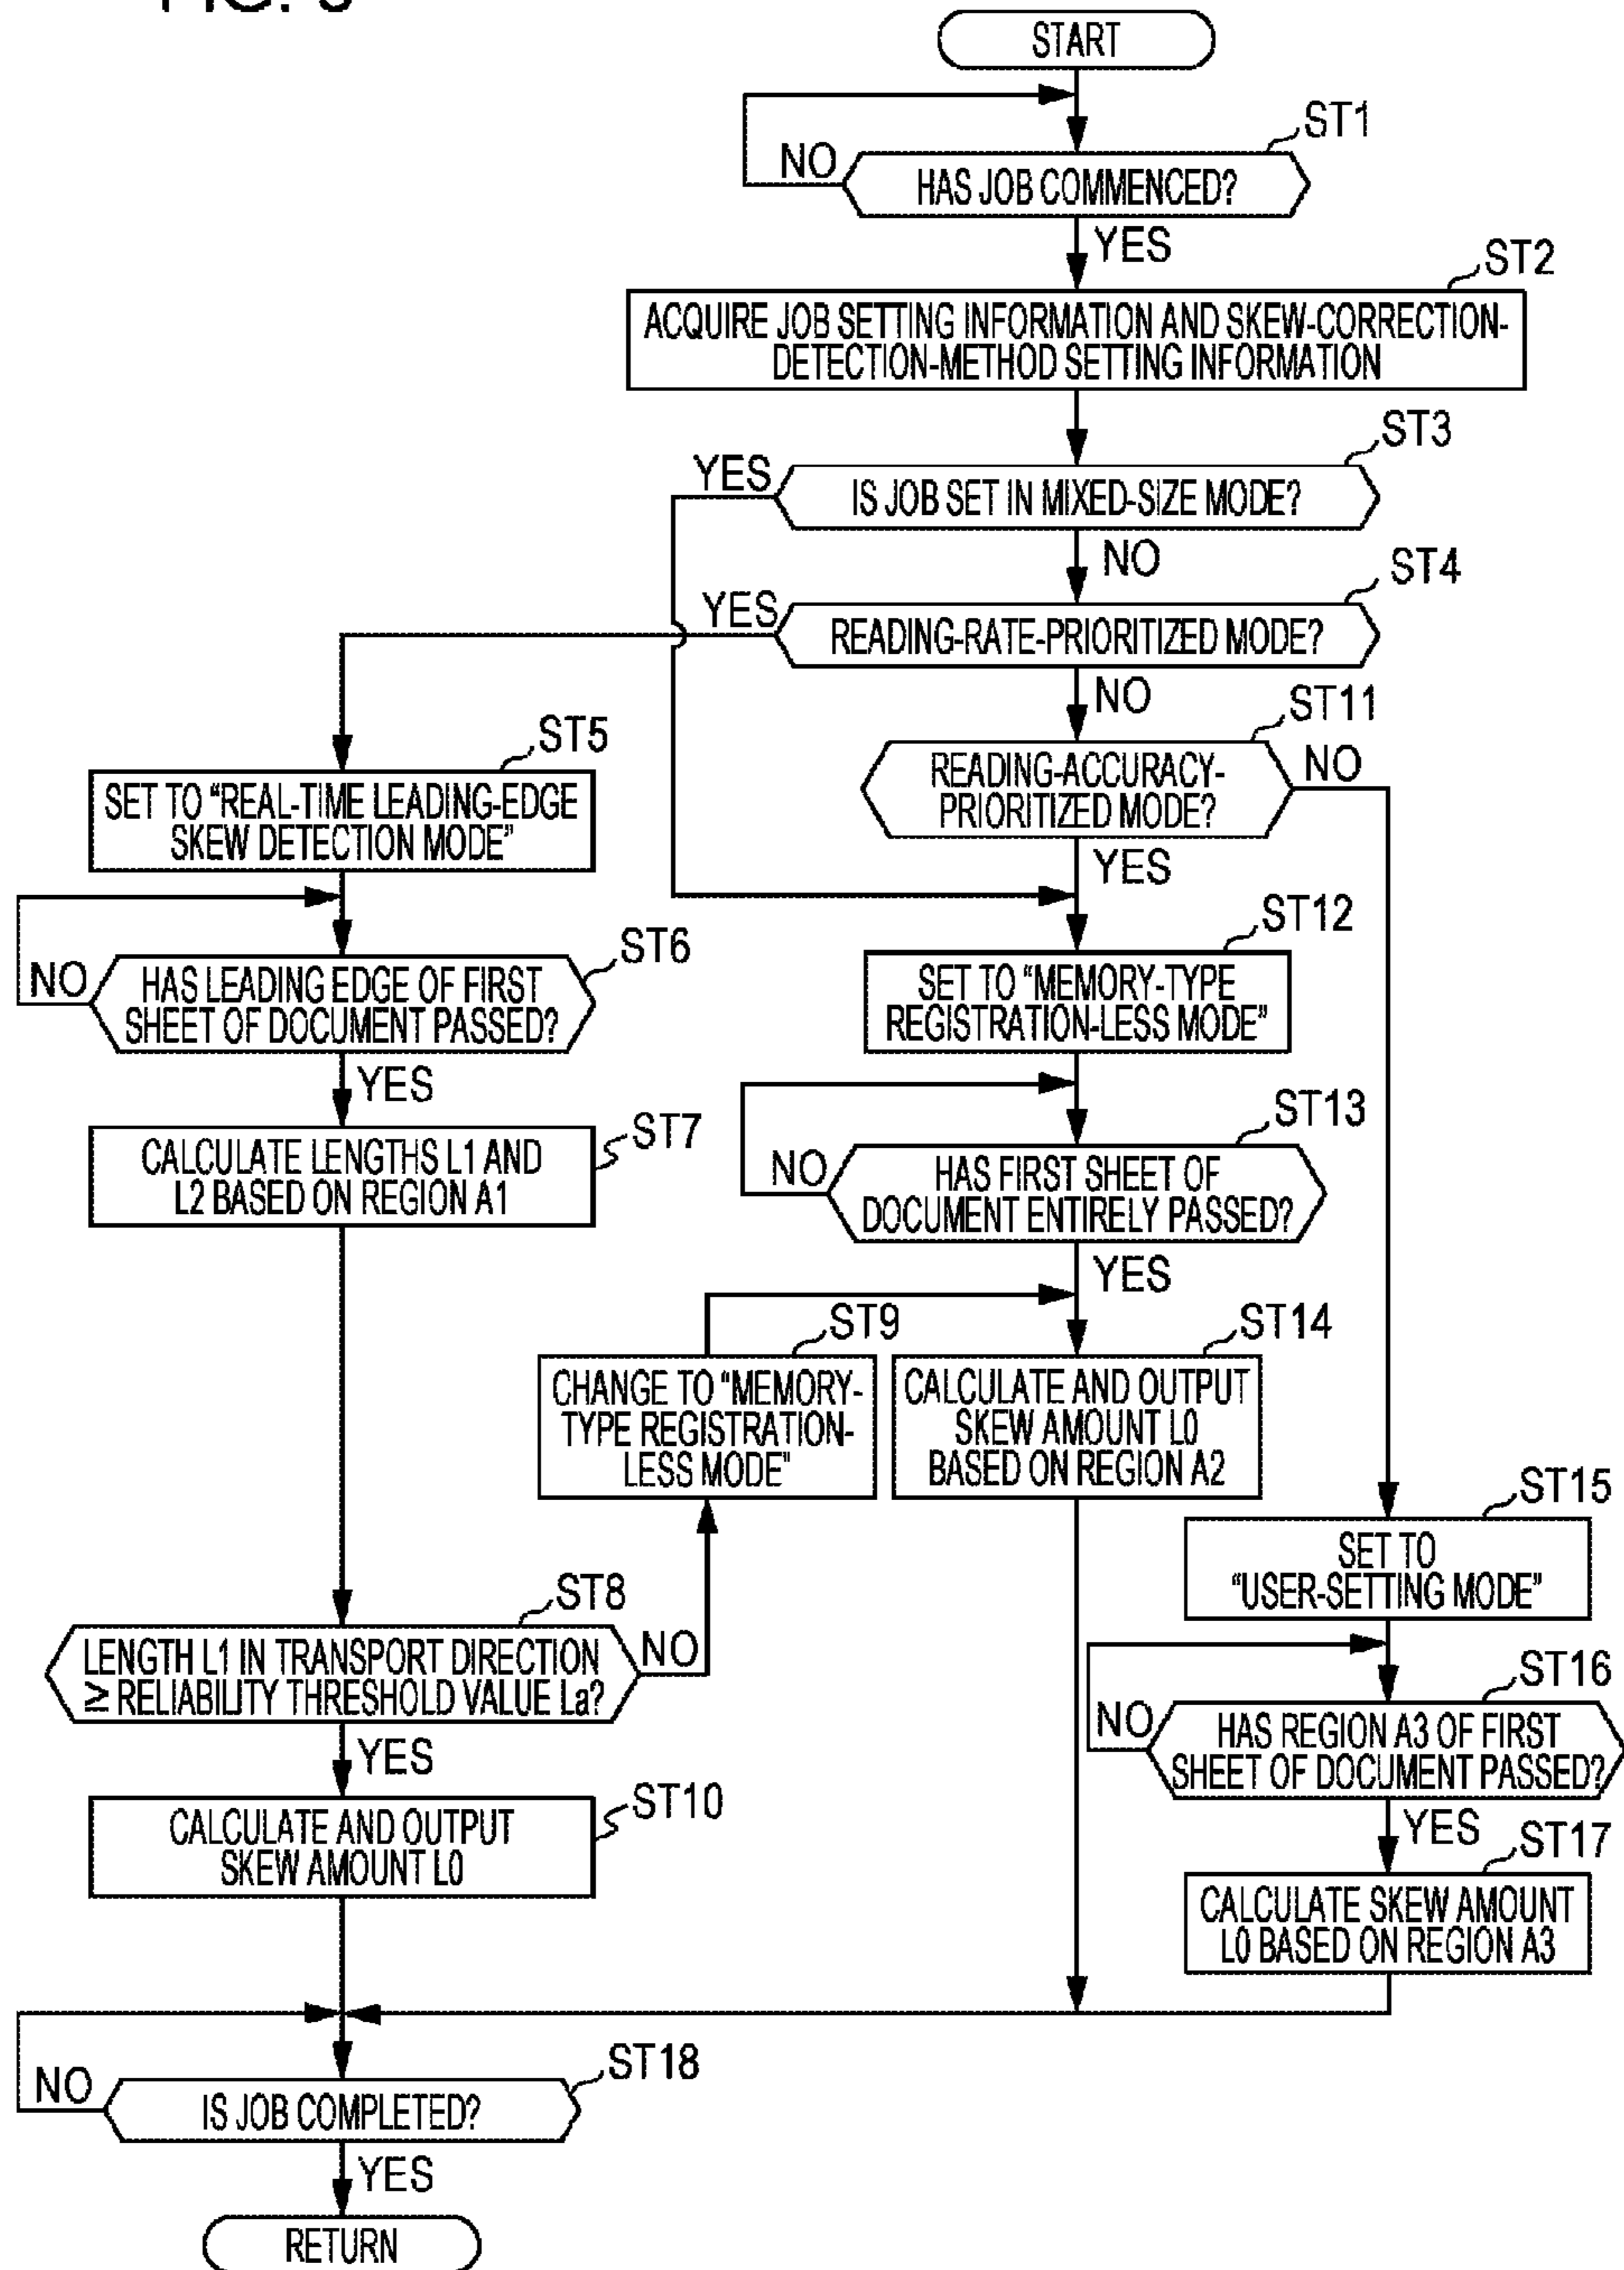 START
ST1
NO
HAS JOB COMMENCED?
YES
ST2
ACQUIRE JOB SETTING INFORMATION AND SKEW-CORRECTION-
DETECTION-METHOD SETTING INFORMATION
ST3
YES
IS JOB SET IN MIXED-SIZE MODE?
NO
ST4
YES
READING-RATE-PRIORITIZED MODE?
NO
ST11
READING-ACCURACY-
PRIORITIZED MODE?
NO
YES
ST5
SET TO “REAL-TIME LEADING-EDGE
SKEW DETECTION MODE”
ST6
NO
HAS LEADING EDGE OF FIRST
SHEET OF DOCUMENT PASSED?
YES
ST7
CALCULATE LENGTHS L1 AND
L2 BASED ON REGION A1
ST12
SET TO “MEMORY-TYPE
REGISTRATION-LESS MODE”
ST13
NO
HAS FIRST SHEET OF
DOCUMENT ENTIRELY PASSED?
YES
ST9
CHANGE TO “MEMORY-
TYPE REGISTRATION-
LESS MODE”
ST14
CALCULATE AND OUTPUT
SKEW AMOUNT L0
BASED ON REGION A2
ST15
SET TO
“USER-SETTING MODE”
ST8
LENGTH L1 IN TRANSPORT DIRECTION
≥ RELIABILITY THRESHOLD VALUE La?
NO
YES
ST16
NO
HAS REGION A3 OF FIRST
SHEET OF DOCUMENT PASSED?
YES
ST10
CALCULATE AND OUTPUT
SKEW AMOUNT L0
ST17
CALCULATE SKEW AMOUNT
L0 BASED ON REGION A3
ST18
NO
IS JOB COMPLETED?
YES
RETURN